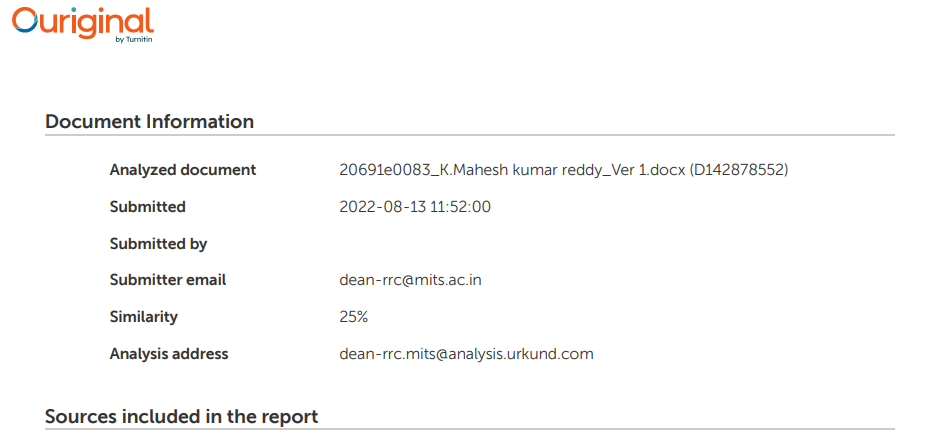 Ouriginal
by Turnitin
Document Information
Analyzed document 20691e0083_K.Mahesh kumar reddy_Ver 1.docx (D142878552)
Submitted 2022-08-13 11:52:00
Submitted by
Submitter email dean-rrc@mits.ac.in
Similarity 25%
Analysis address dean-rrc.mits@analysis.urkund.com
Sources included in the report